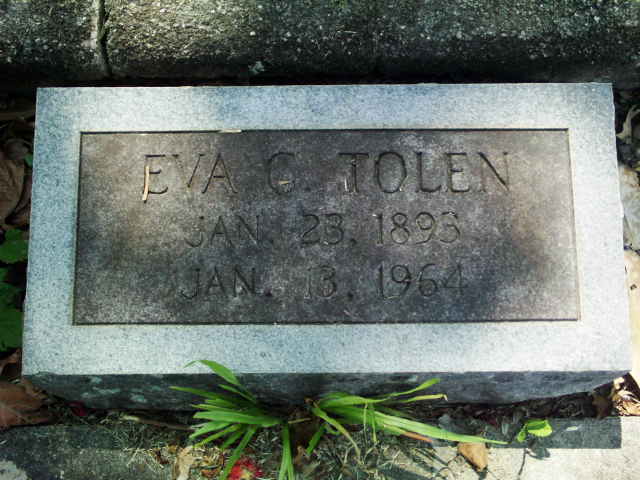 EVA G. TOLEN
JAN. 23, 1893
JAN. 13, 1964